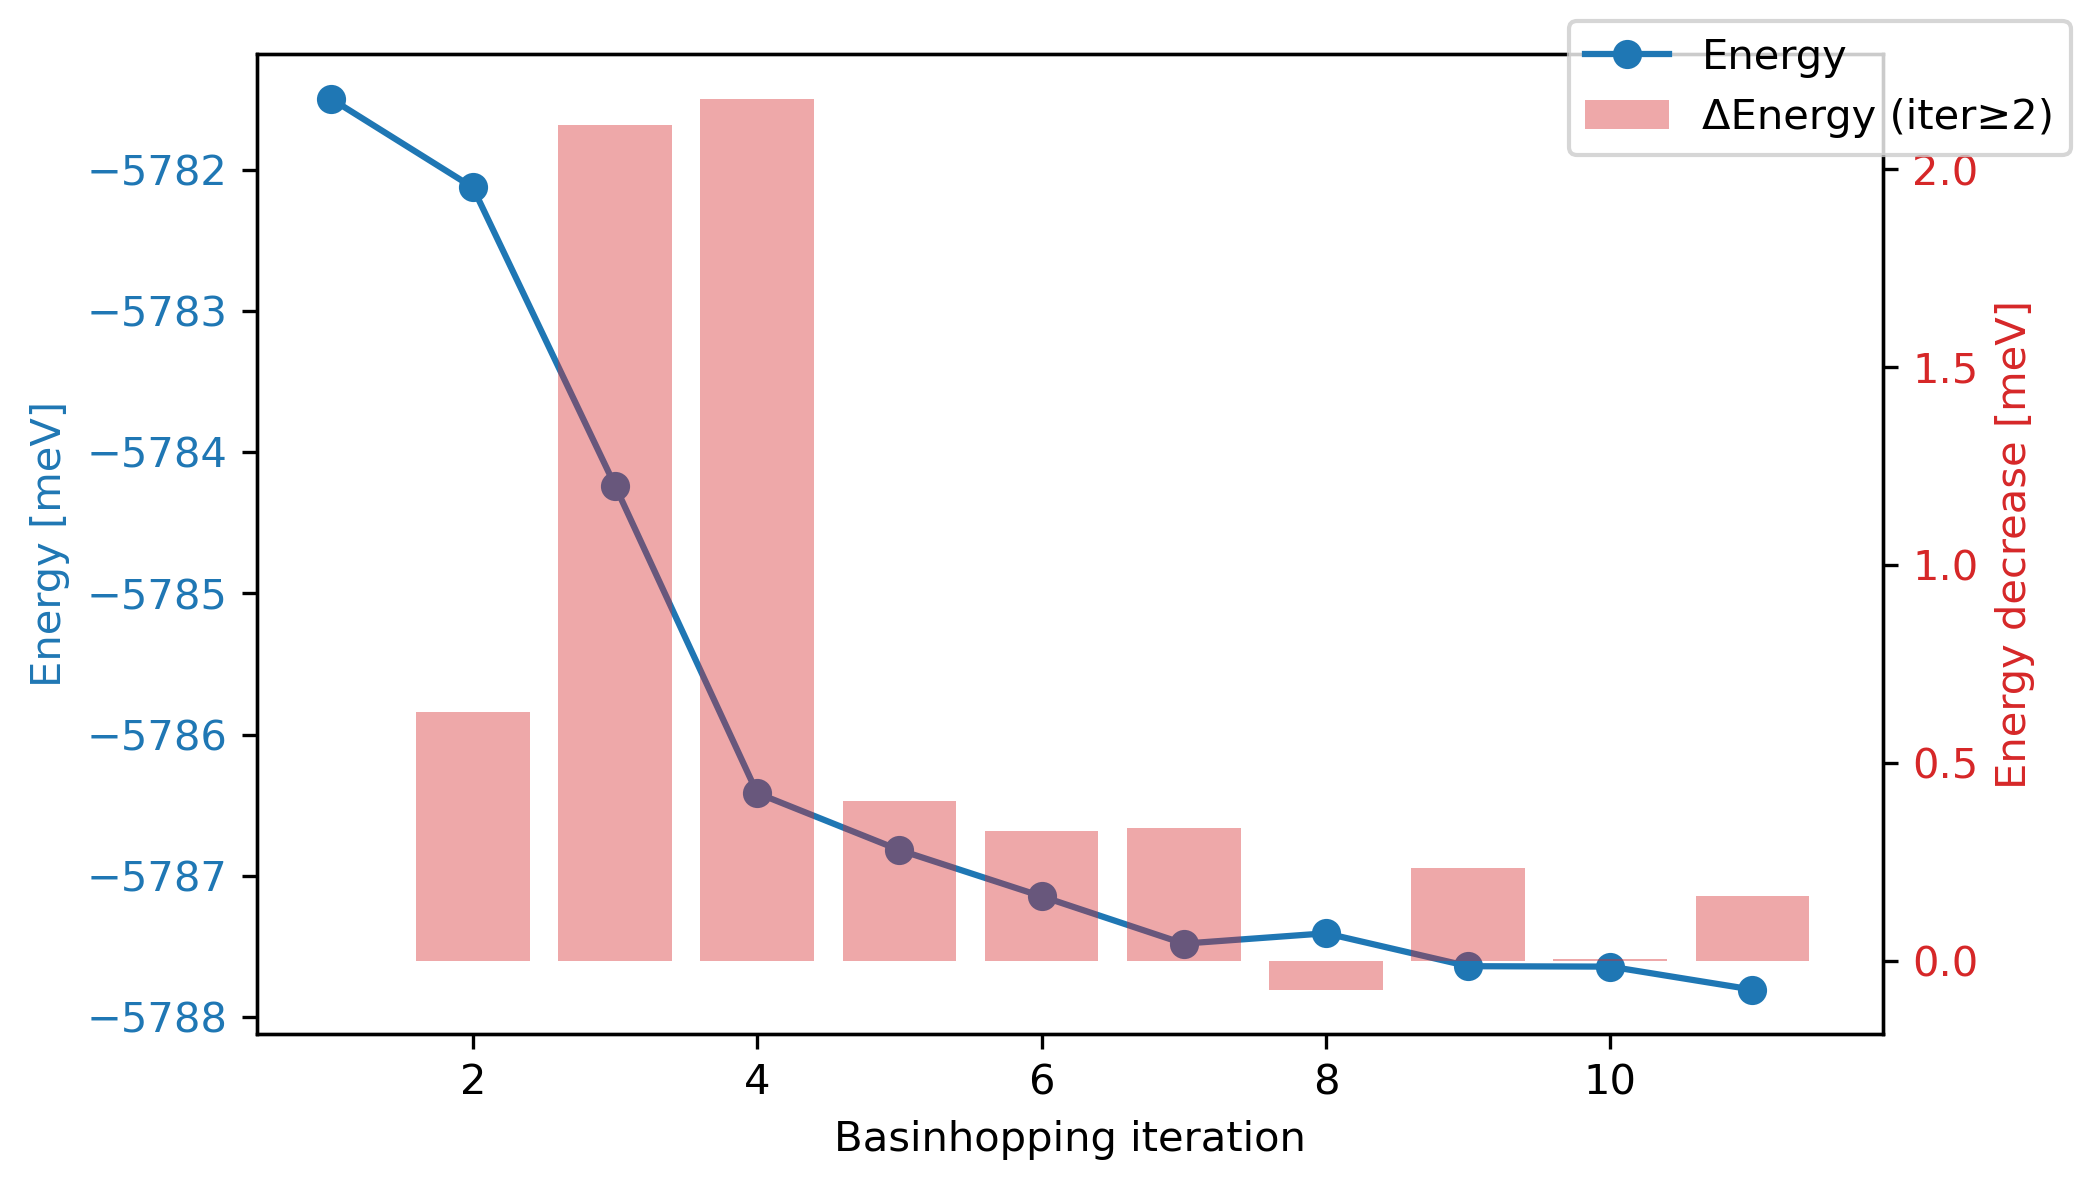 Energy
ΔEnergy (iter≥2)
−5782
−5783
−5784
−5785
−5786
−5787
−5788
Energy [meV]
2.0
1.5
1.0
0.5
0.0
Energy decrease [meV]
2 4 6 8 10
Basinhopping iteration